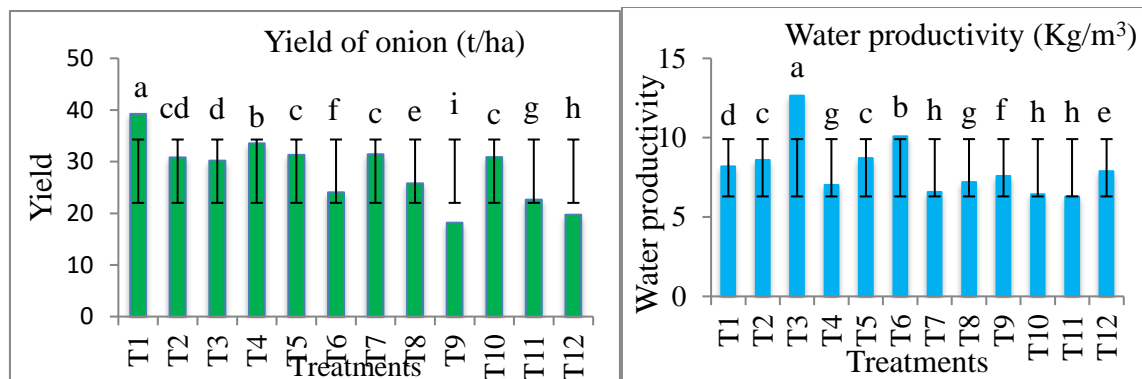 Yield of onion (t/ha)
50
40
30
20
10
0
Yield
a
cd
d
b
c
f
c
e
i
c
g
h
T1
T2
T3
T4
T5
T6
T7
T8
T9
T10
T11
T12
Treatments
Water productivity (Kg/m³)
15
10
5
0
Water productivity
d
c
a
g
c
b
h
g
f
h
h
e
T1
T2
T3
T4
T5
T16
T7
T8
T9
T10
T11
T12
Treatments